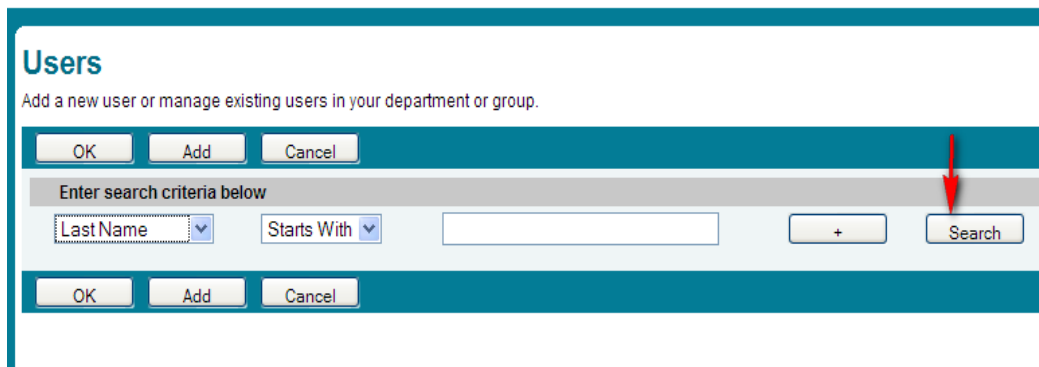 Users
Add a new user or manage existing users in your department or group.
OK Add Cancel
Enter search criteria below
Last Name Starts With + Search
OK Add Cancel